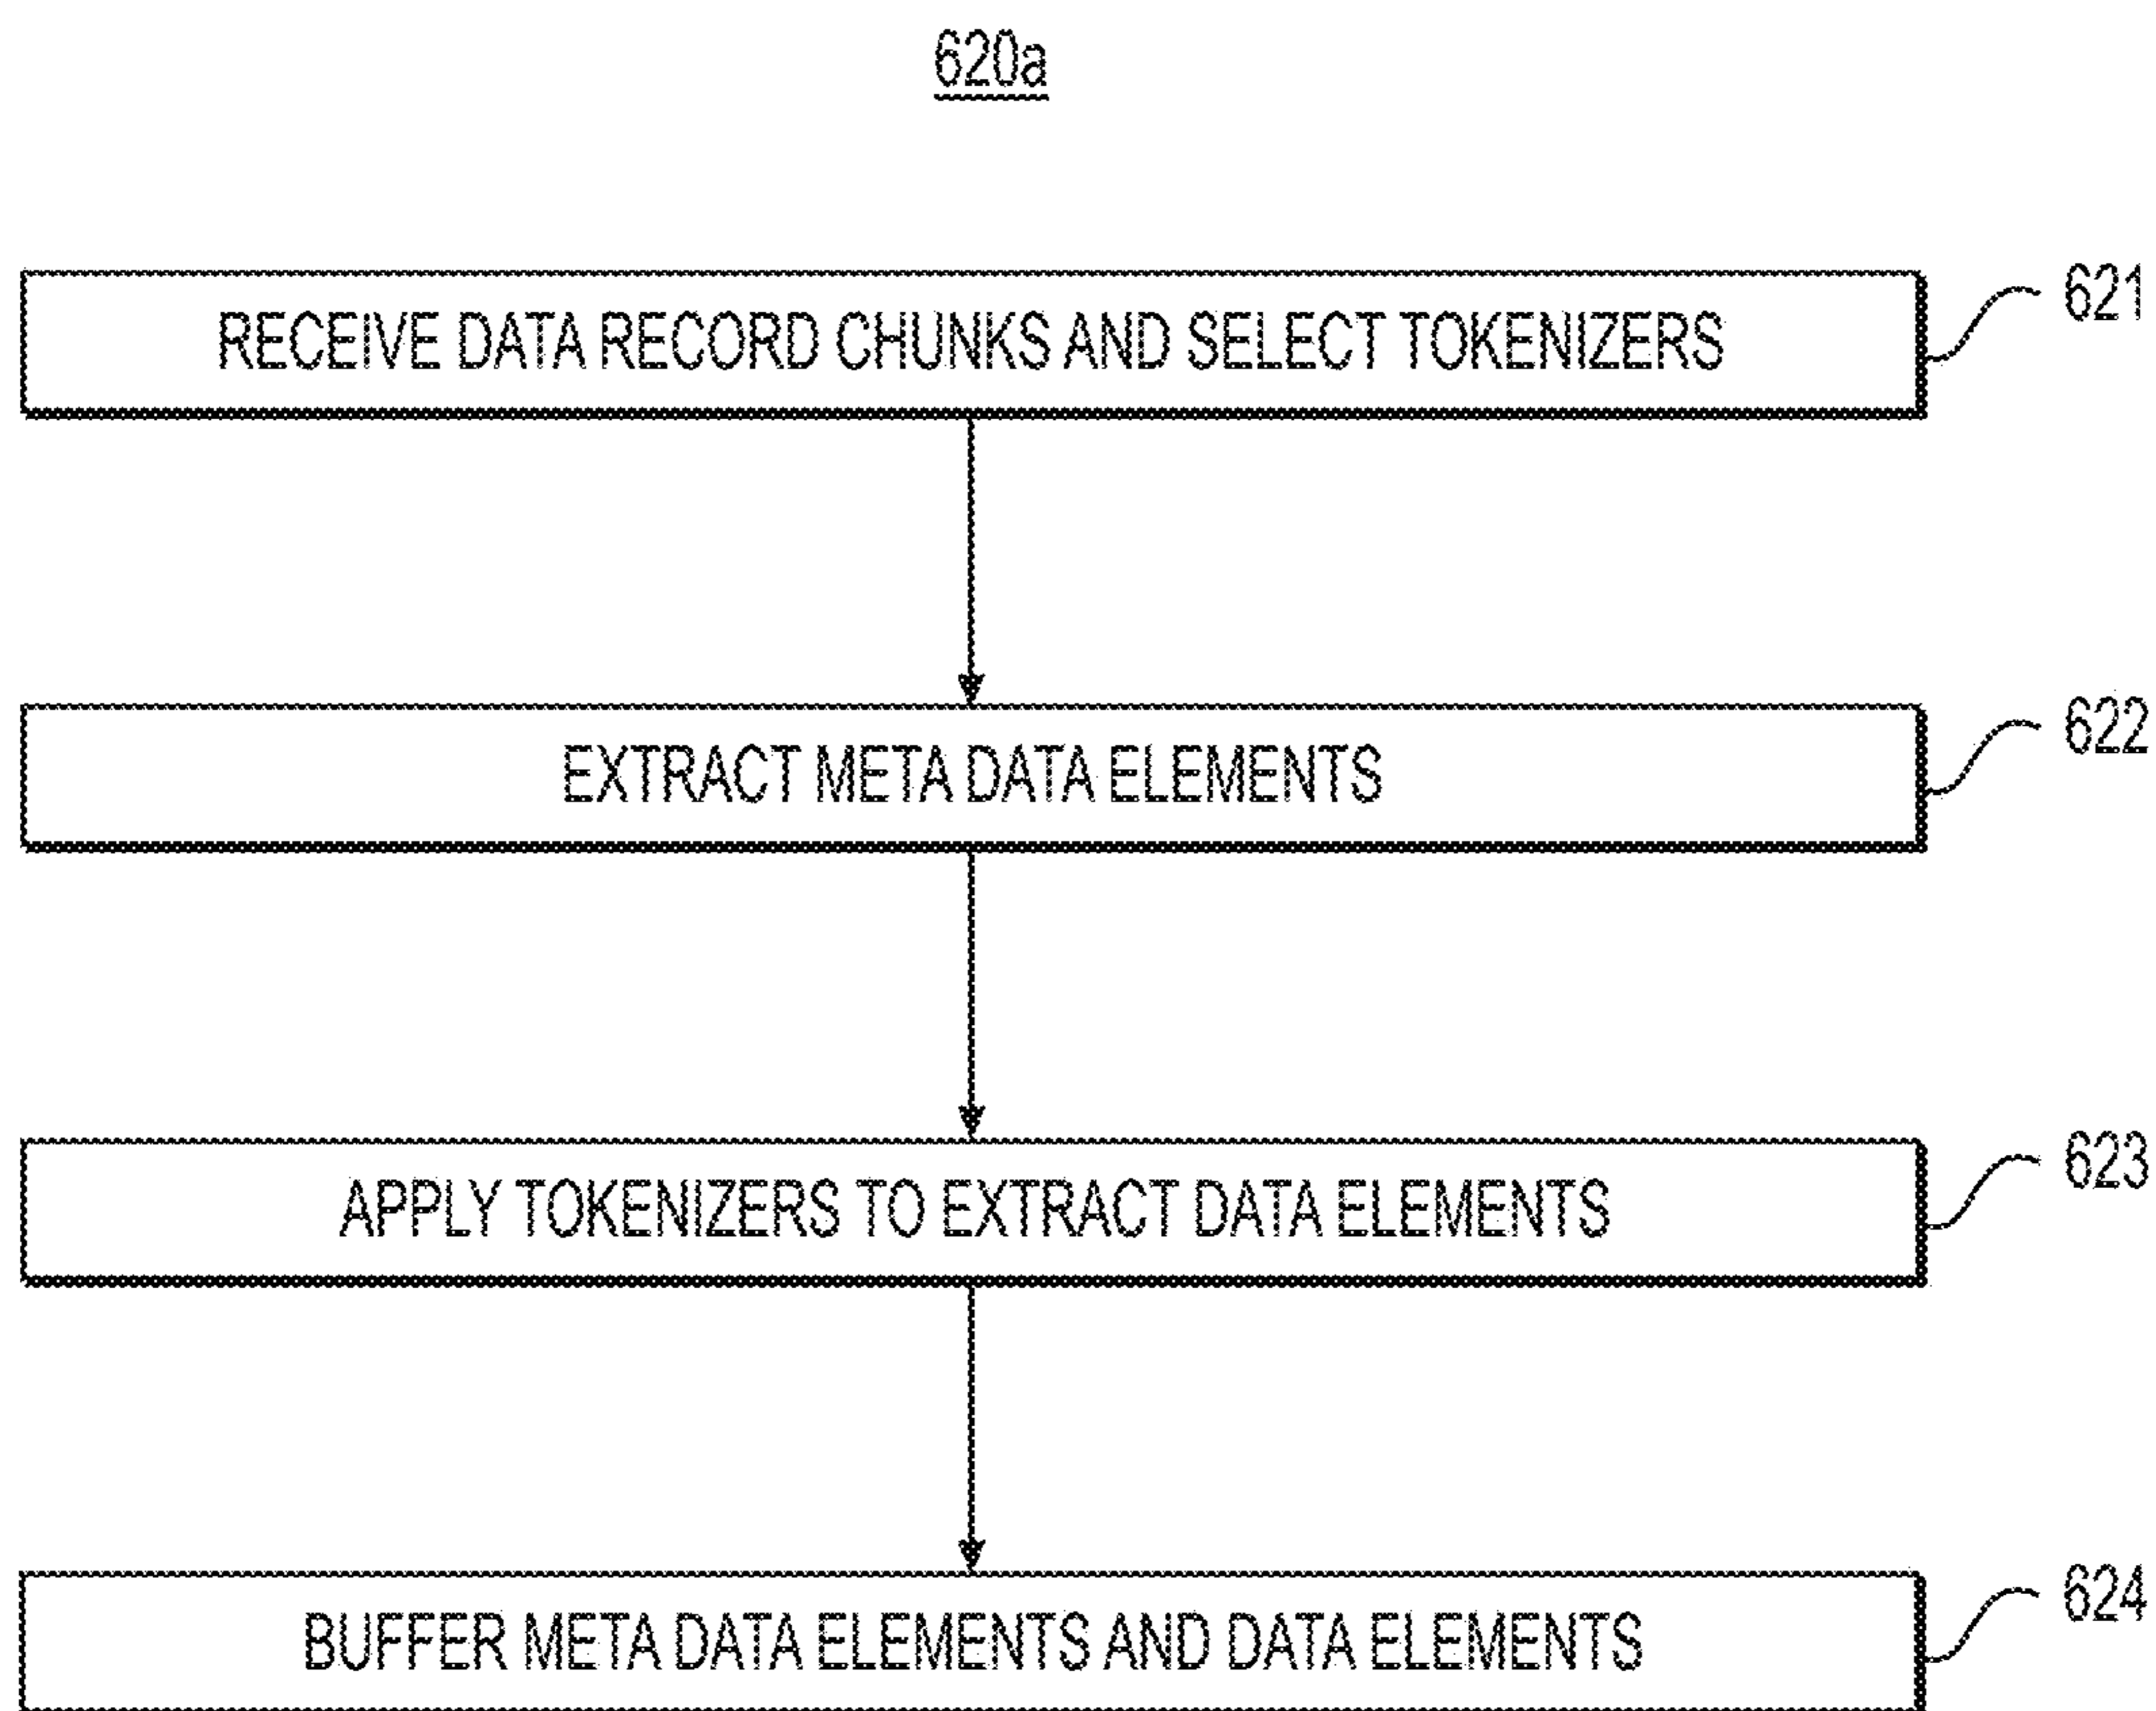 620a
RECEIVE DATA RECORD CHUNKS AND SELECT TOKENIZERS
621
EXTRACT META DATA ELEMENTS
622
APPLY TOKENIZERS TO EXTRACT DATA ELEMENTS
623
BUFFER META DATA ELEMENTS AND DATA ELEMENTS
624